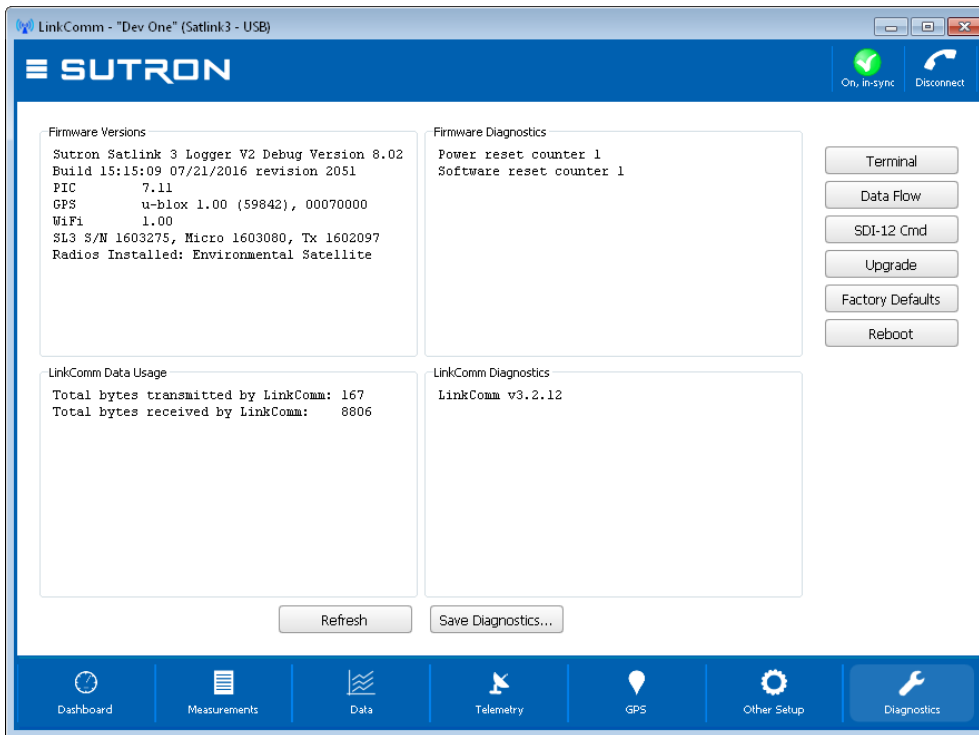 LinkComm - "Dev One" (Satlink3 - USB)
SUTRON
On, in-sync
Disconnect
Firmware Versions
Sutron Satlink 3 Logger V2 Debug Version 8.02
Build 15:15:09 07/21/2016 revision 2051
PIC 7.11
GPS u-blox 1.00 (59842), 00070000
WiFi 1.00
SL3 S/N 1603275, Micro 1603080, Tx 1602097
Radios Installed: Environmental Satellite
Firmware Diagnostics
Power reset counter 1
Software reset counter 1
Terminal
Data Flow
SDI-12 Cmd
Upgrade
Factory Defaults
Reboot
LinkComm Data Usage
Total bytes transmitted by LinkComm: 167
Total bytes received by LinkComm: 8806
LinkComm Diagnostics
LinkComm v3.2.12
Refresh
Save Diagnostics...
Dashboard
Measurements
Data
Telemetry
GPS
Other Setup
Diagnostics